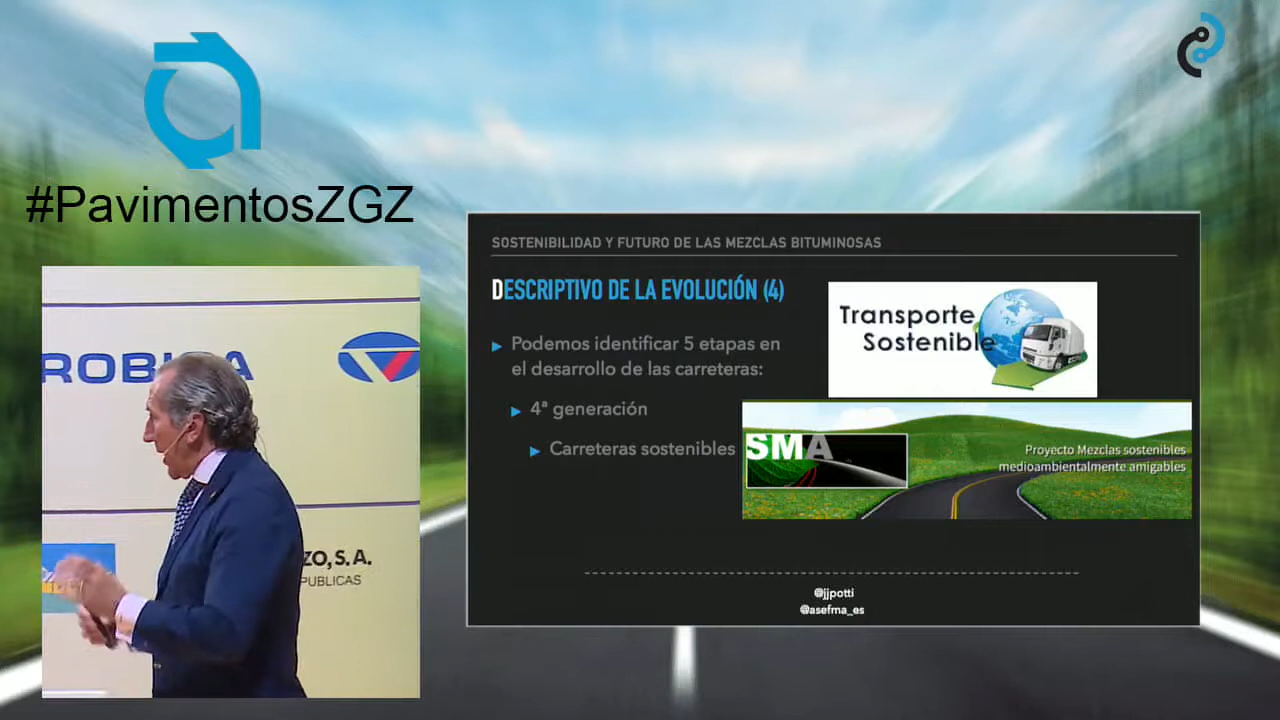 #PavimentosZGZ
ZO, S. A.
PUBLICAS
SOSTENIBILIDAD Y FUTURO DE LAS MEZCLAS BITUMINOSAS
DESCRIPTIVO DE LA EVOLUCIÓN (4)
Podemos identificar 5 etapas en
el desarrollo de las carreteras:
4ª generación
Carreteras sostenibles
Transporte
Sostenible
SMA
Proyecto Mezclas sostenibles
medioambientalmente amigables
@jjpotti
@asefma_es